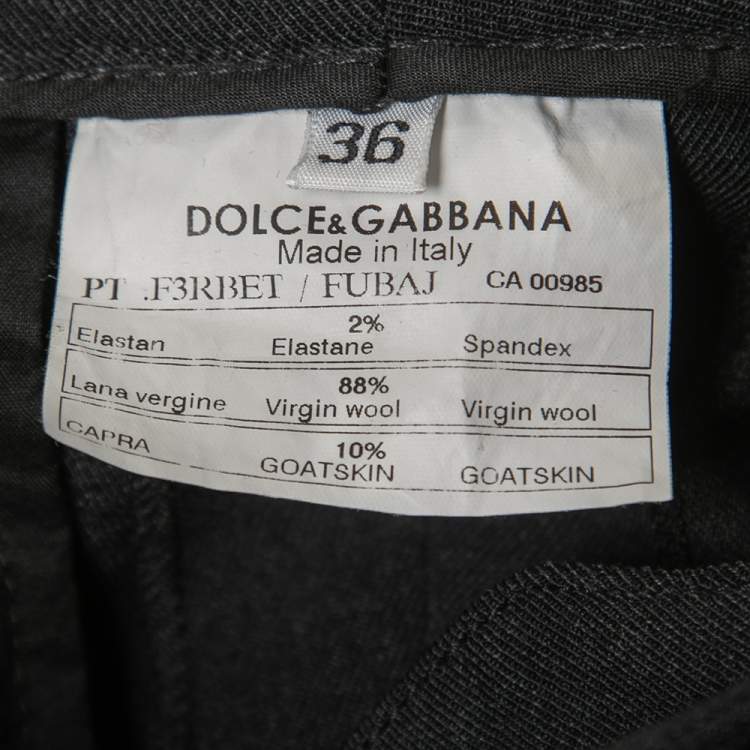 36
DOLCE&GABBANA
Made in Italy
PT .F3RBET / FUBAJ CA 00985
2%
Elastan Elastane Spandex
88%
Lana vergine Virgin wool Virgin wool
10%
CAPRA GOATSKIN GOATSKIN